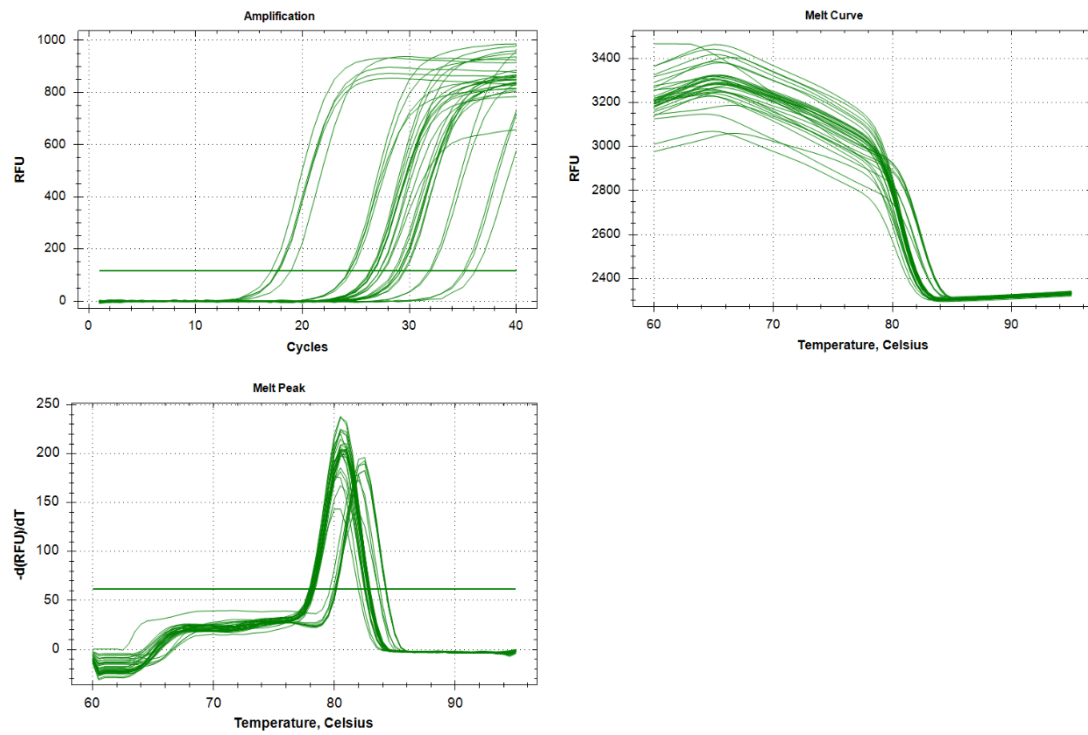 Amplification
1000
800
600
400
200
0
RFU
0 10 20 30 40
Cycles
Melt Curve
3400
3200
3000
2800
2600
2400
RFU
60 70 80 90
Temperature, Celsius
Melt Peak
250
200
150
100
50
0
-d(RFU)/dT
60 70 80 90
Temperature, Celsius